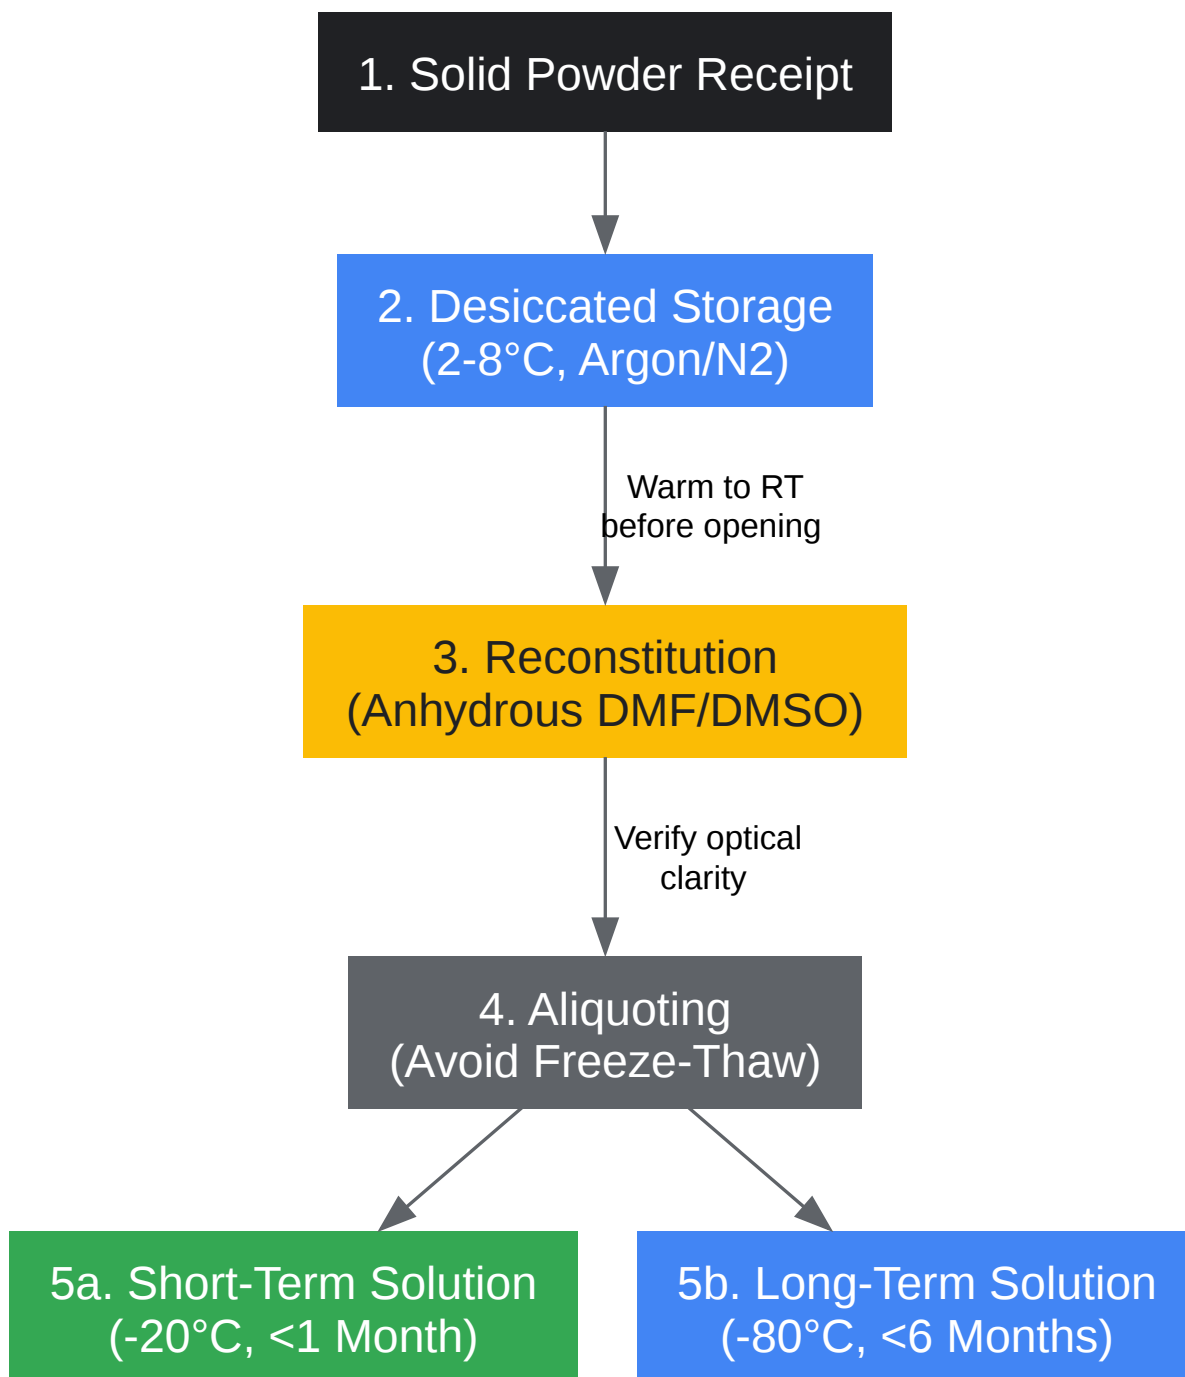 1. Solid Powder Receipt
2. Desiccated Storage
(2-8°C, Argon/N2)
Warm to RT
before opening
3. Reconstitution
(Anhydrous DMF/DMSO)
Verify optical
clarity
4. Aliquoting
(Avoid Freeze-Thaw)
5a. Short-Term Solution
(-20°C, <1 Month)
5b. Long-Term Solution
(-80°C, <6 Months)